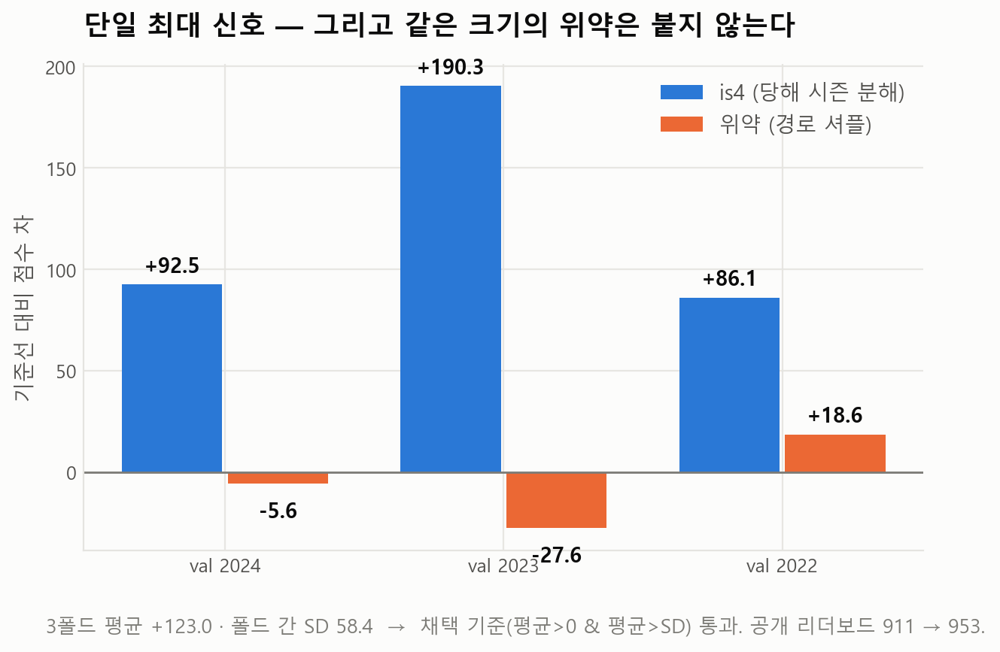 단일 최대 신호 — 그리고 같은 크기의 위약은 붙지 않는다
기준선 대비 점수 차
200
150
100
50
0
is4 (당해 시즌 분해)
위약 (경로 셔플)
+92.5
-5.6
+190.3
-27.6
+86.1
+18.6
val 2024
val 2023
val 2022
3폴드 평균 +123.0 · 폴드 간 SD 58.4 → 채택 기준(평균>0 & 평균>SD) 통과. 공개 리더보드 911 → 953.